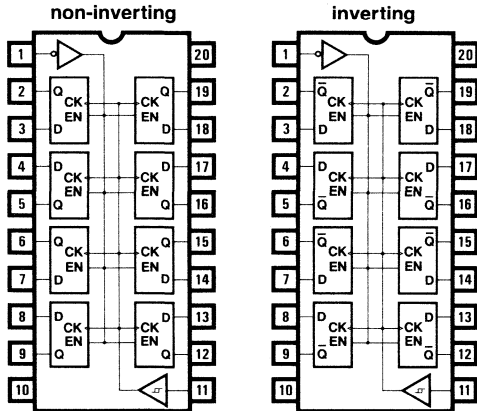 non-inverting inverting
1 20 1 20
2 Q CK EN Q CK EN 19 2 Q̅ CK EN Q̅ CK EN 19
3 D D 18 3 D D 18
4 D CK EN D CK EN 17 4 D CK EN D CK EN 17
5 Q Q 16 5 Q̅ Q̅ 16
6 Q CK EN Q CK EN 15 6 Q̅ CK EN Q̅ CK EN 15
7 D D 14 7 D D 14
8 D CK EN D CK EN 13 8 D CK EN D CK EN 13
9 Q Q 12 9 Q̅ Q̅ 12
10 11 10 11